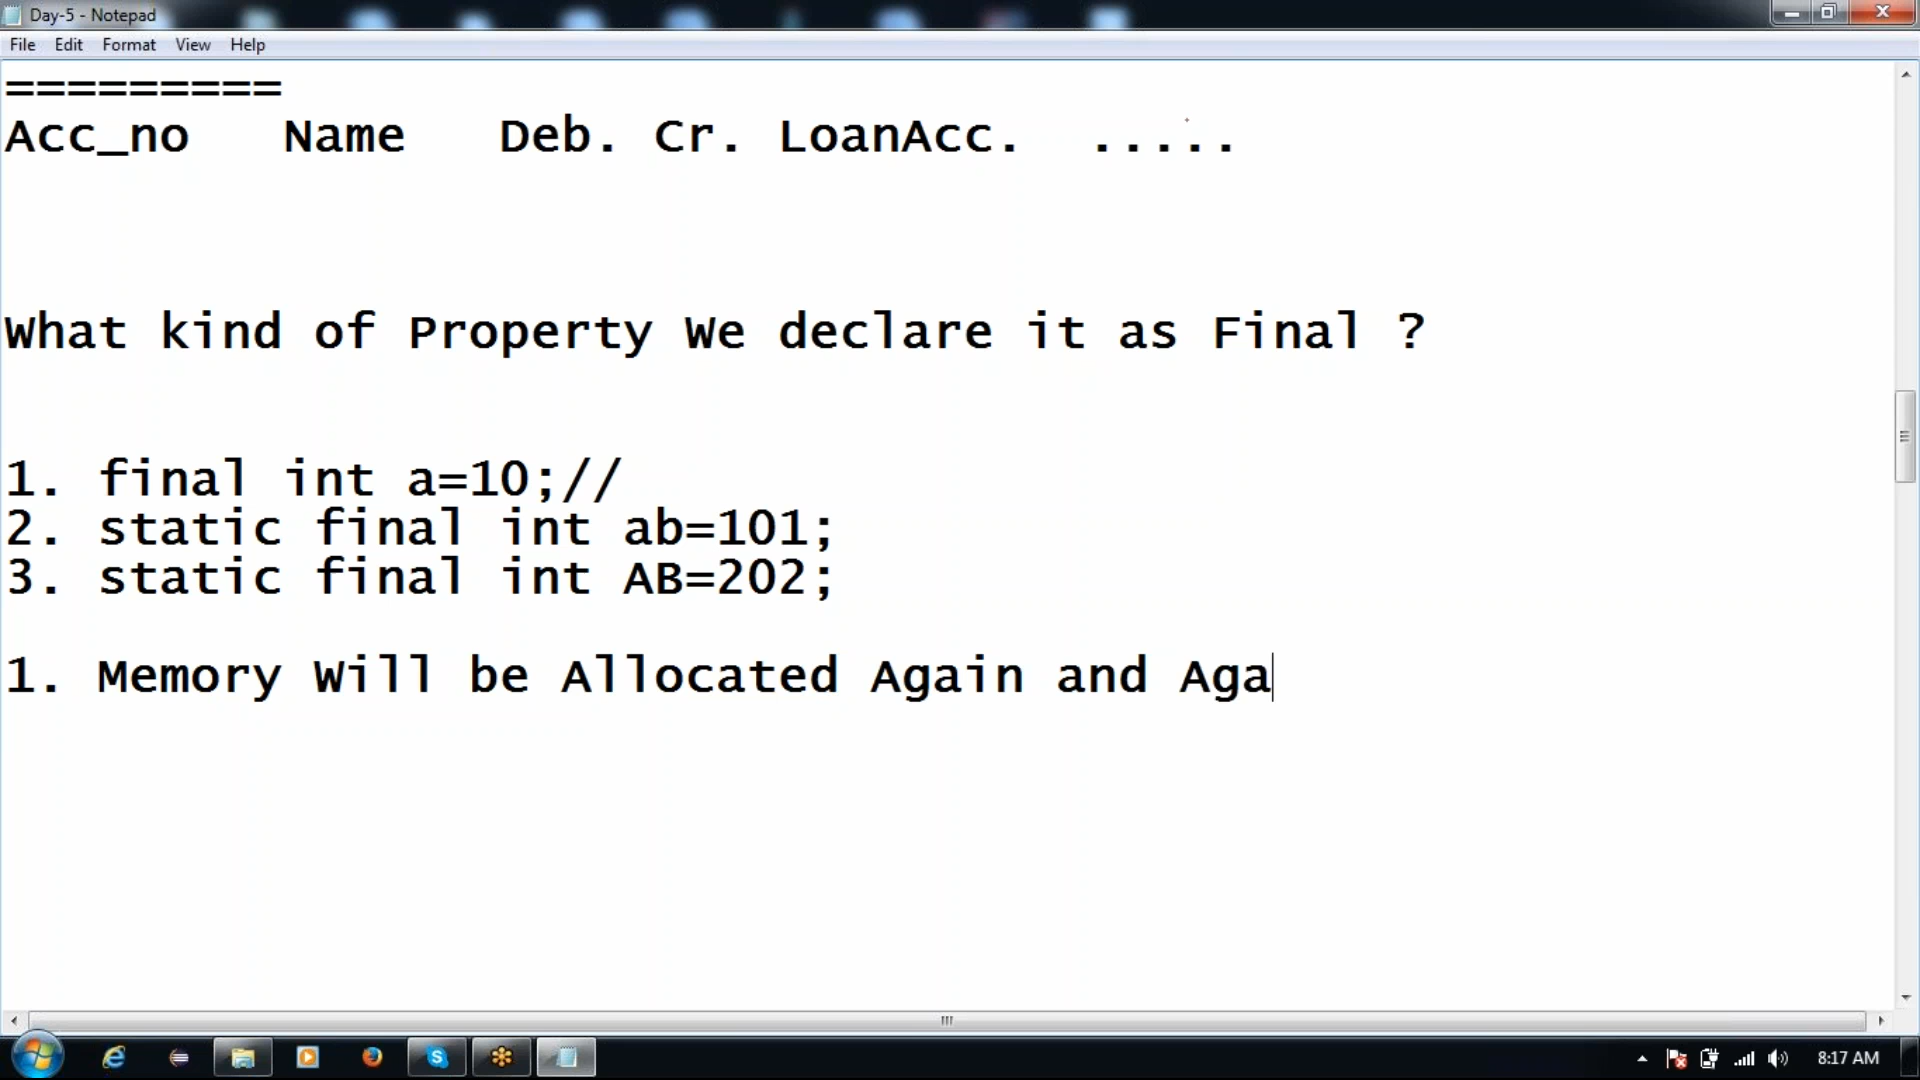 Day-5 - Notepad
File Edit Format View Help
=========
Acc_no Name Deb. Cr. LoanAcc. .....
What kind of Property We declare it as Final ?
1. final int a=10;//
2. static final int ab=101;
3. static final int AB=202;
1. Memory Will be Allocated Again and Aga
8:17 AM